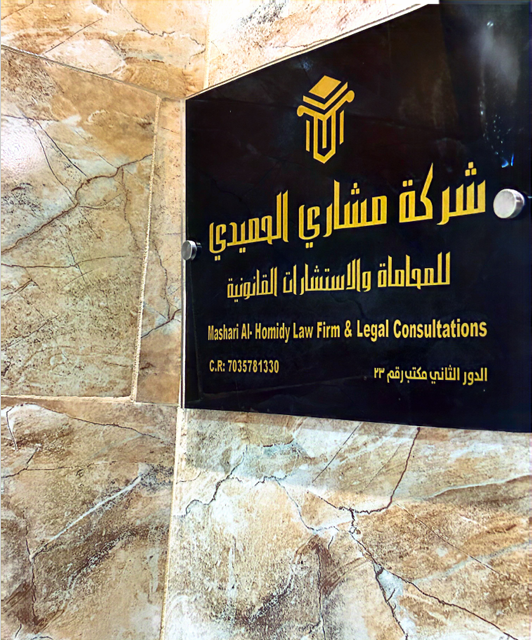 شركة مشاري الحميدي
للمحاماة والاستشارات القانونية
Mashari Al- Homidy Law Firm & Legal Consultations
C.R: 7035781330
الدور الثاني مكتب رقم ٢٣